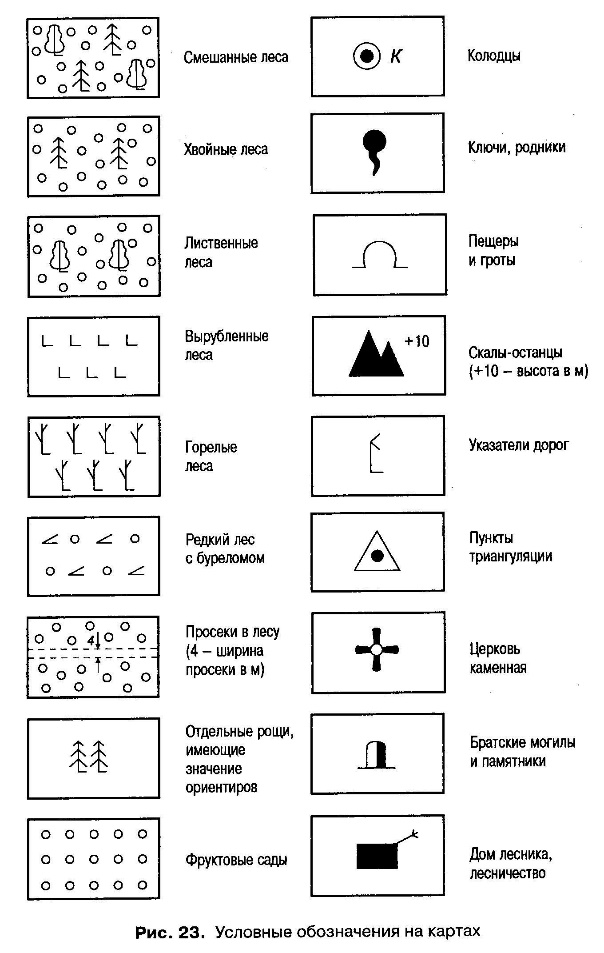 Смешанные леса
К
Колодцы
Хвойные леса
Ключи, родники
Лиственные
леса
Пещеры
и гроты
Вырубленные
леса
+10
Скалы-останцы
(+10 – высота в м)
Горелые
леса
Указатели дорог
Редкий лес
с буреломом
Пункты
триангуляции
4
Просеки в лесу
(4 – ширина
просеки в м)
Церковь
каменная
Отдельные рощи,
имеющие
значение
ориентиров
Братские могилы
и памятники
Фруктовые сады
Дом лесника,
лесничество
Рис. 23. Условные обозначения на картах